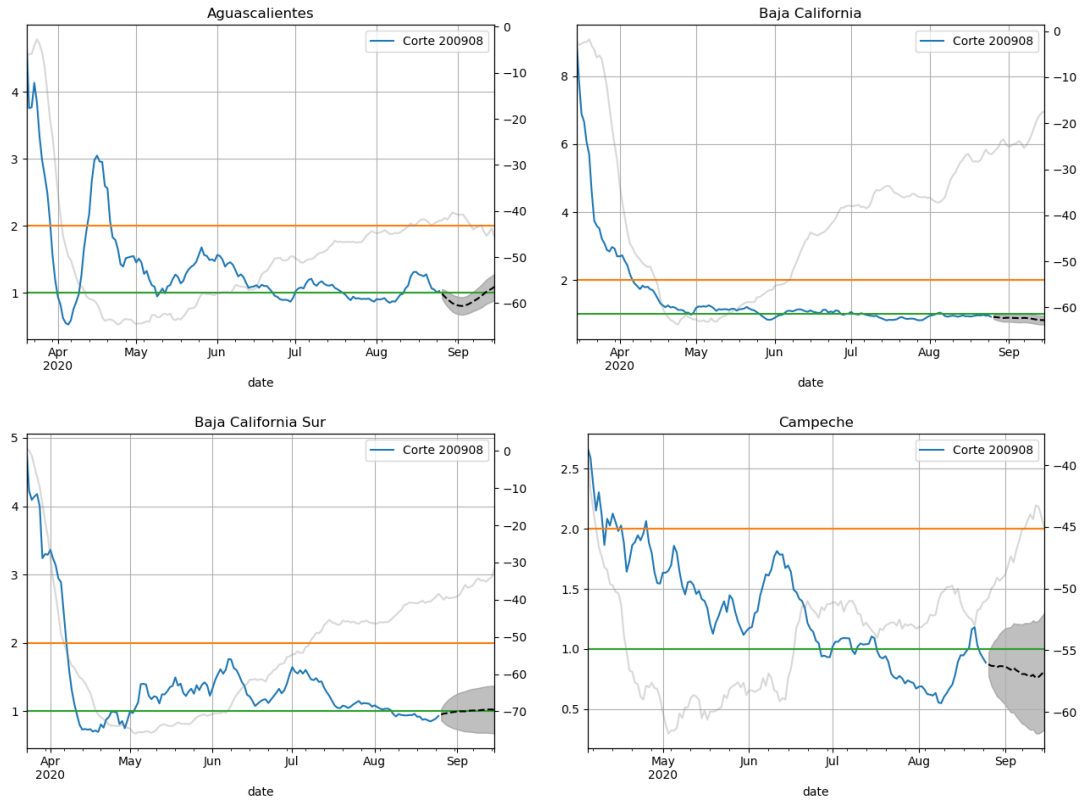 Aguascalientes
Corte 200908
4
3
2
1
0
−10
−20
−30
−40
−50
−60
Apr
2020
May
Jun
Jul
Aug
Sep
date
Baja California
Corte 200908
8
6
4
2
0
−10
−20
−30
−40
−50
−60
Apr
2020
May
Jun
Jul
Aug
Sep
date
Baja California Sur
Corte 200908
5
4
3
2
1
0
−10
−20
−30
−40
−50
−60
−70
Apr
2020
May
Jun
Jul
Aug
Sep
date
Campeche
Corte 200908
2.5
2.0
1.5
1.0
0.5
−40
−45
−50
−55
−60
May
2020
Jun
Jul
Aug
Sep
date